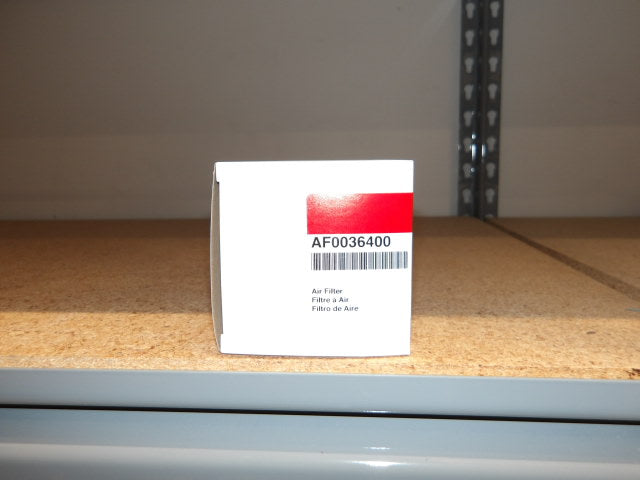 AF0036400
Air Filter
Filtre à Air
Filtro de Aire